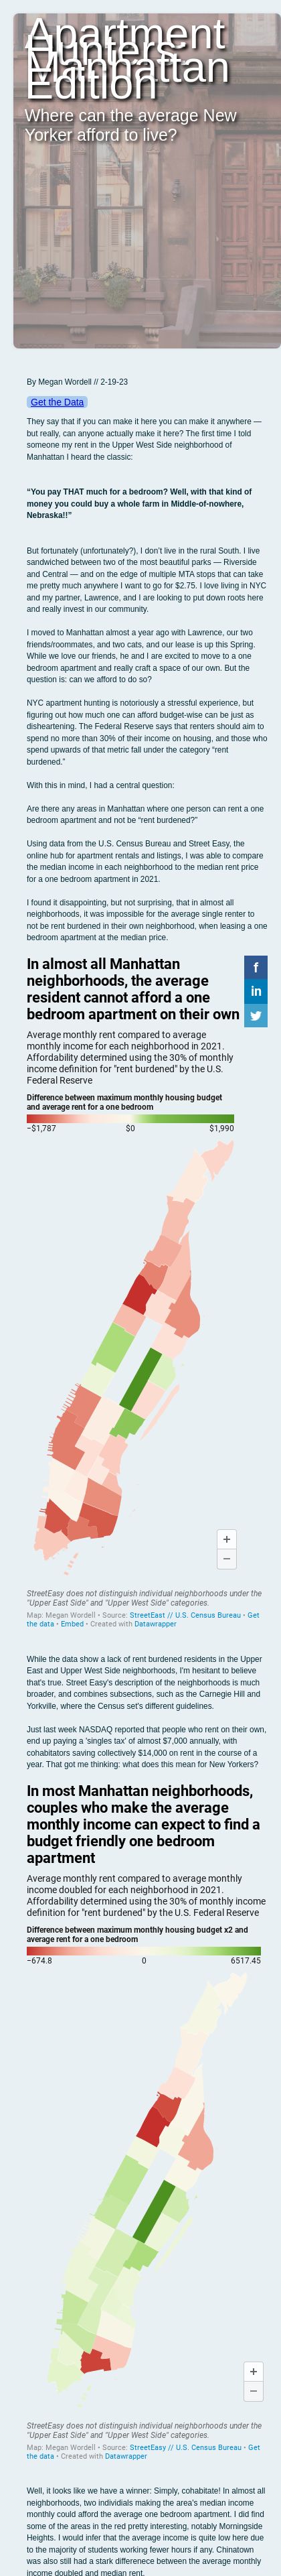 Apartment
Hunters:
Manhattan
Edition
Where can the average New
Yorker afford to live?
By Megan Wordell // 2-19-23
Get the Data
They say that if you can make it here you can make it anywhere —
but really, can anyone actually make it here? The first time I told
someone my rent in the Upper West Side neighborhood of
Manhattan I heard the classic:
“You pay THAT much for a bedroom? Well, with that kind of
money you could buy a whole farm in Middle-of-nowhere,
Nebraska!!”
But fortunately (unfortunately?), I don’t live in the rural South. I live
sandwiched between two of the most beautiful parks — Riverside
and Central — and on the edge of multiple MTA stops that can take
me pretty much anywhere I want to go for $2.75. I love living in NYC
and my partner, Lawrence, and I are looking to put down roots here
and really invest in our community.
I moved to Manhattan almost a year ago with Lawrence, our two
friends/roommates, and two cats, and our lease is up this Spring.
While we love our friends, he and I are excited to move to a one
bedroom apartment and really craft a space of our own. But the
question is: can we afford to do so?
NYC apartment hunting is notoriously a stressful experience, but
figuring out how much one can afford budget-wise can be just as
disheartening. The Federal Reserve says that renters should aim to
spend no more than 30% of their income on housing, and those who
spend upwards of that metric fall under the category “rent
burdened.”
With this in mind, I had a central question:
Are there any areas in Manhattan where one person can rent a one
bedroom apartment and not be “rent burdened?”
Using data from the U.S. Census Bureau and Street Easy, the
online hub for apartment rentals and listings, I was able to compare
the median income in each neighborhood to the median rent price
for a one bedroom apartment in 2021.
I found it disappointing, but not surprising, that in almost all
neighborhoods, it was impossible for the average single renter to
not be rent burdened in their own neighborhood, when leasing a one
bedroom apartment at the median price.
In almost all Manhattan
neighborhoods, the average
resident cannot afford a one
bedroom apartment on their own
Average monthly rent compared to average
monthly income for each neighborhood in 2021.
Affordability determined using the 30% of monthly
income definition for "rent burdened" by the U.S.
Federal Reserve
Difference between maximum monthly housing budget
and average rent for a one bedroom
−$1,787 $0 $1,990
+
−
StreetEasy does not distinguish individual neighborhoods under the
"Upper East Side" and "Upper West Side" categories.
Map: Megan Wordell • Source: StreetEast // U.S. Census Bureau • Get
the data • Embed • Created with Datawrapper
While the data show a lack of rent burdened residents in the Upper
East and Upper West Side neighborhoods, I'm hesitant to believe
that's true. Street Easy's description of the neighborhoods is much
broader, and combines subsections, such as the Carnegie Hill and
Yorkville, where the Census set's different guidelines.
Just last week NASDAQ reported that people who rent on their own,
end up paying a 'singles tax' of almost $7,000 annually, with
cohabitators saving collectively $14,000 on rent in the course of a
year. That got me thinking: what does this mean for New Yorkers?
In most Manhattan neighborhoods,
couples who make the average
monthly income can expect to find a
budget friendly one bedroom
apartment
Average monthly rent compared to average monthly
income doubled for each neighborhood in 2021.
Affordability determined using the 30% of monthly income
definition for "rent burdened" by the U.S. Federal Reserve
Difference between maximum monthly housing budget x2 and
average rent for a one bedroom
−674.8 0 6517.45
+
−
StreetEasy does not distinguish individual neighborhoods under the
"Upper East Side" and "Upper West Side" categories.
Map: Megan Wordell • Source: StreetEasy // U.S. Census Bureau • Get
the data • Created with Datawrapper
Well, it looks like we have a winner: Simply, cohabitate! In almost all
neighborhoods, two individuals making the area's median income
monthly could afford the average one bedroom apartment. I did find
some of the areas in the red pretty interesting, notably Morningside
Heights. I would infer that the average income is quite low here due
to the majority of students working fewer hours if any. Chinatown
was also still had a stark differenece between the average monthly
income doubled and median rent.